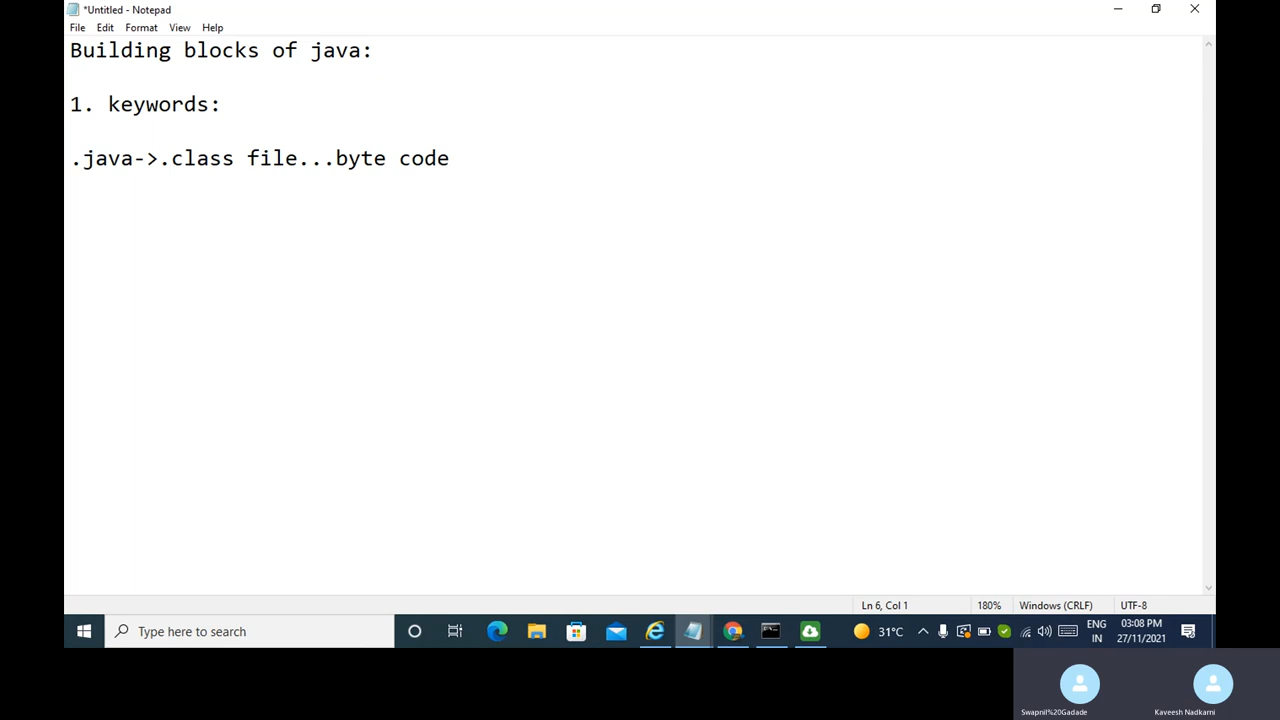 *Untitled - Notepad
File Edit Format View Help
Building blocks of java:
1. keywords:
.java->.class file...byte code
Ln 6, Col 1 180% Windows (CRLF) UTF-8
Type here to search
31°C
ENG
IN
03:08 PM
27/11/2021
Swapnil%20Gadade Kaveesh Nadkarni